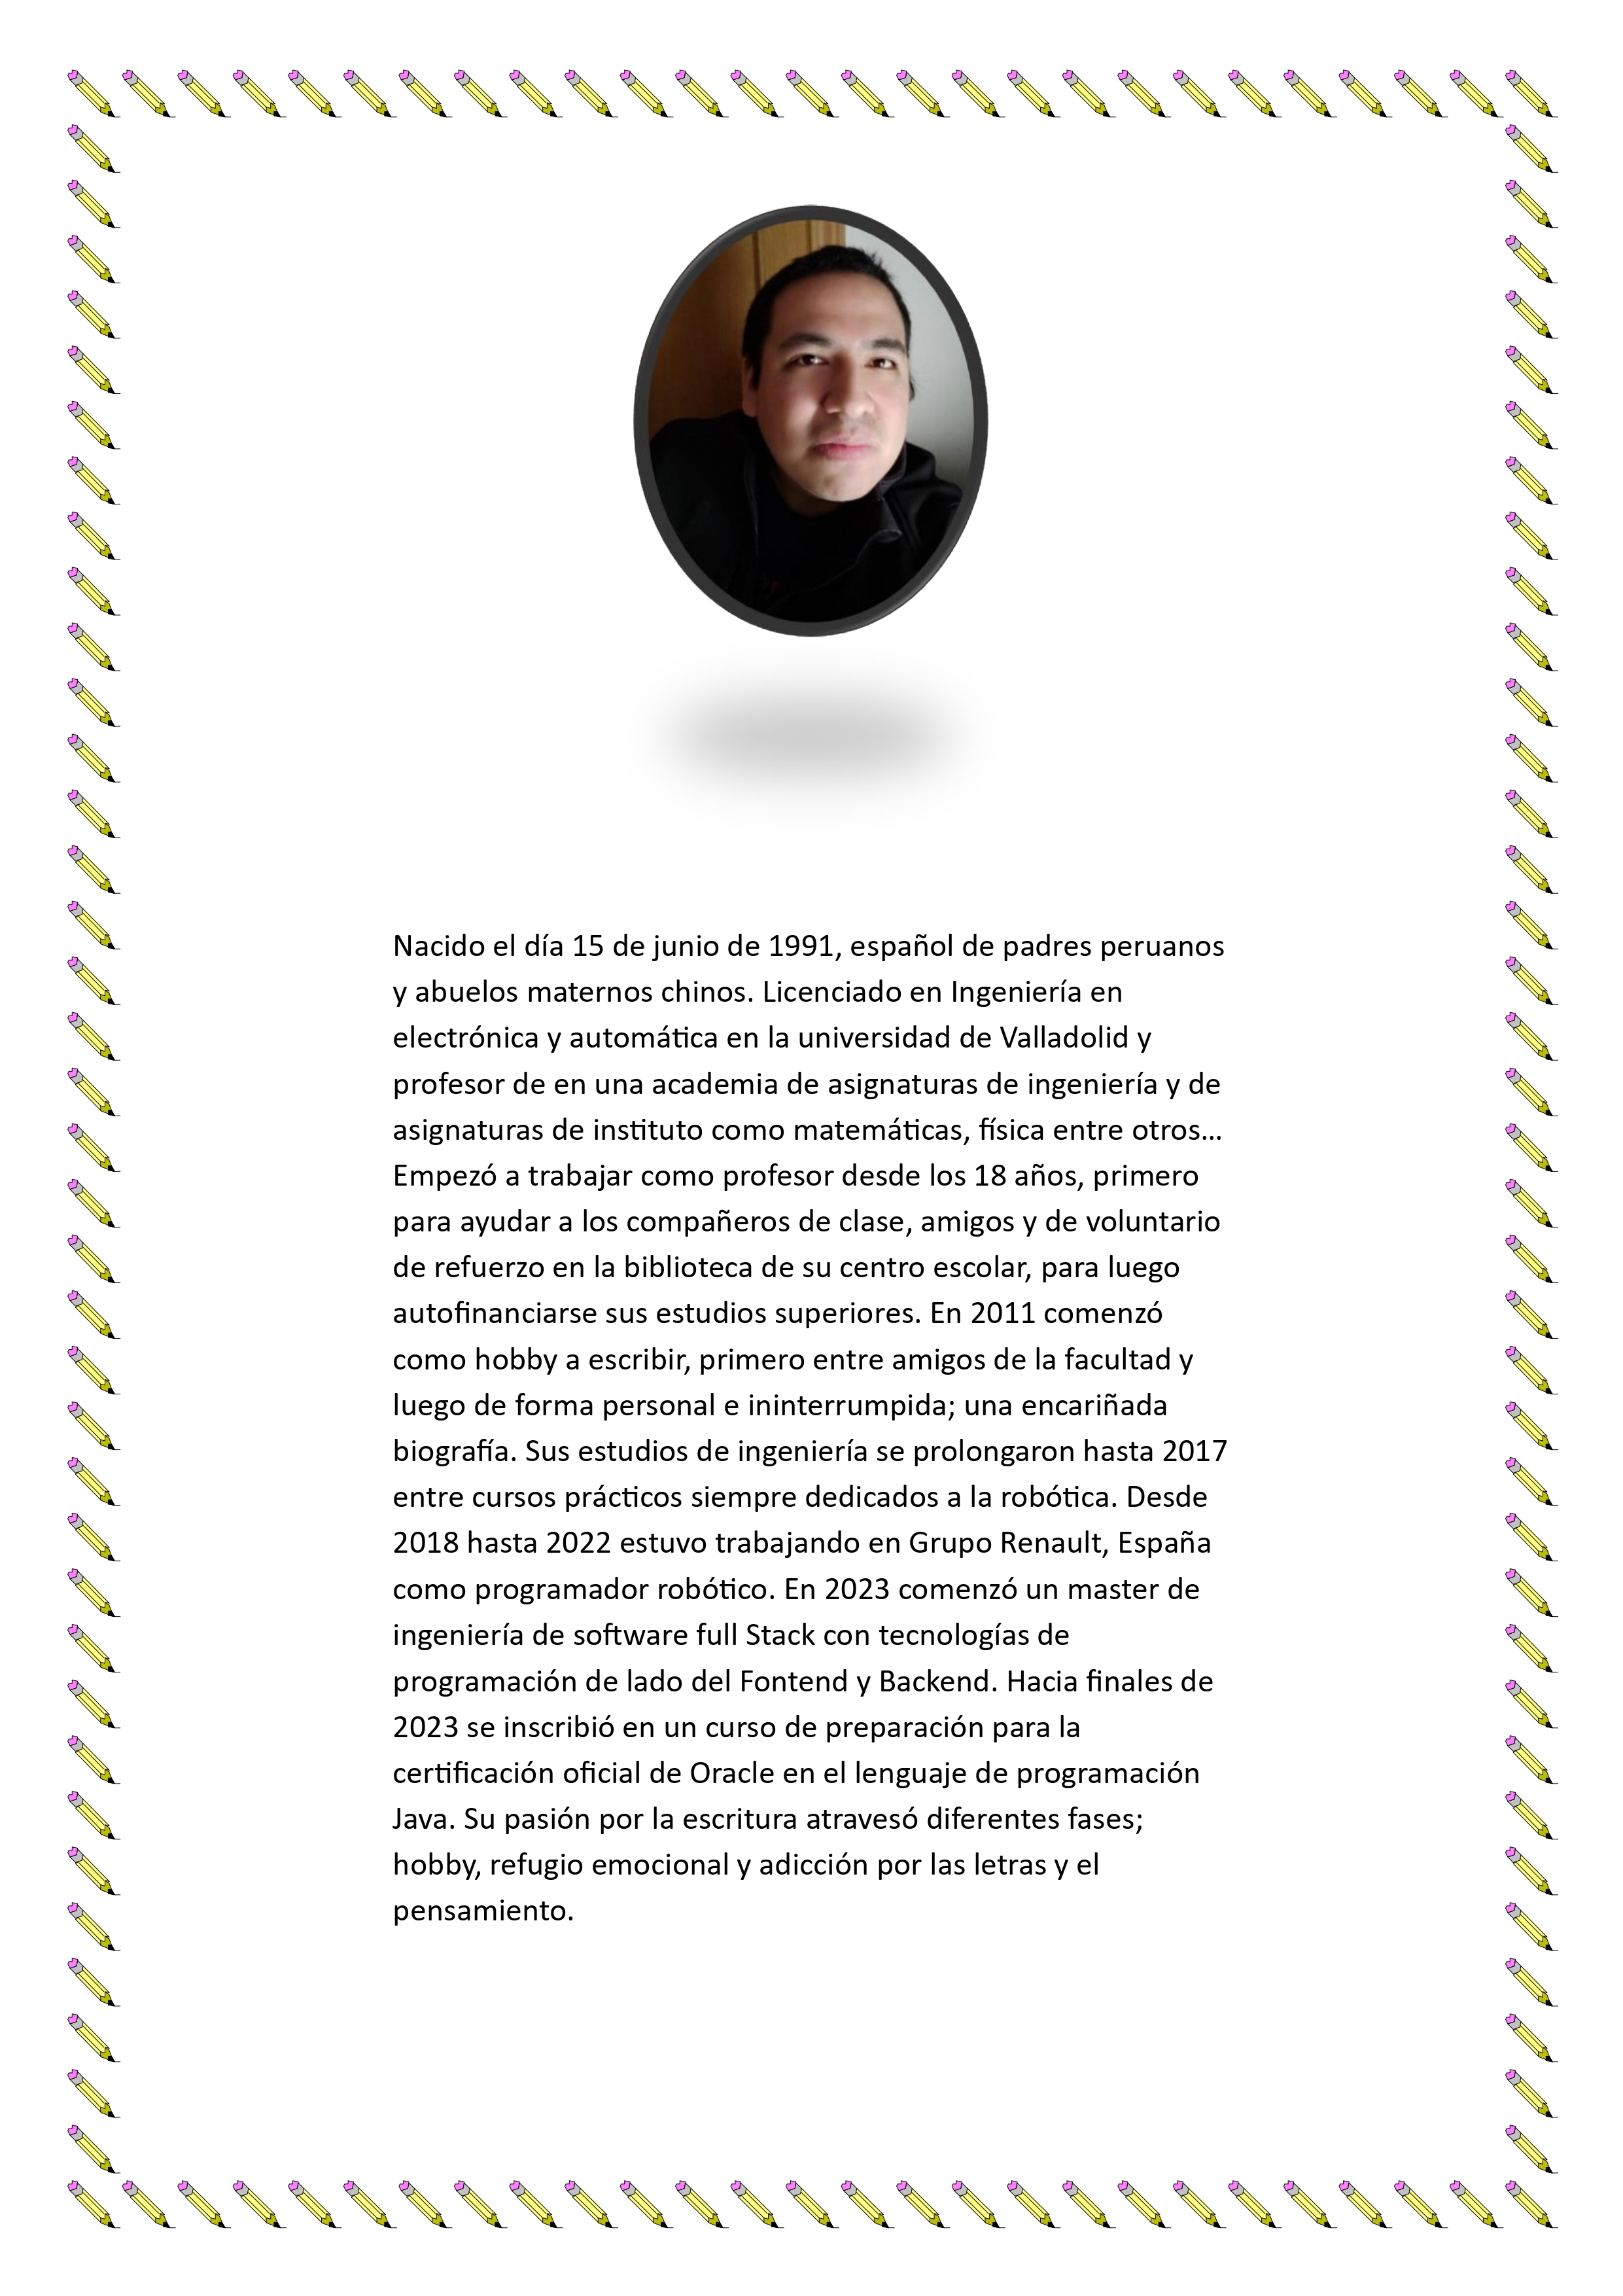 Nacido el día 15 de junio de 1991, español de padres peruanos
y abuelos maternos chinos. Licenciado en Ingeniería en
electrónica y automática en la universidad de Valladolid y
profesor de en una academia de asignaturas de ingeniería y de
asignaturas de instituto como matemáticas, física entre otros…
Empezó a trabajar como profesor desde los 18 años, primero
para ayudar a los compañeros de clase, amigos y de voluntario
de refuerzo en la biblioteca de su centro escolar, para luego
autofinanciarse sus estudios superiores. En 2011 comenzó
como hobby a escribir, primero entre amigos de la facultad y
luego de forma personal e ininterrumpida; una encariñada
biografía. Sus estudios de ingeniería se prolongaron hasta 2017
entre cursos prácticos siempre dedicados a la robótica. Desde
2018 hasta 2022 estuvo trabajando en Grupo Renault, España
como programador robótico. En 2023 comenzó un master de
ingeniería de software full Stack con tecnologías de
programación de lado del Fontend y Backend. Hacia finales de
2023 se inscribió en un curso de preparación para la
certificación oficial de Oracle en el lenguaje de programación
Java. Su pasión por la escritura atravesó diferentes fases;
hobby, refugio emocional y adicción por las letras y el
pensamiento.